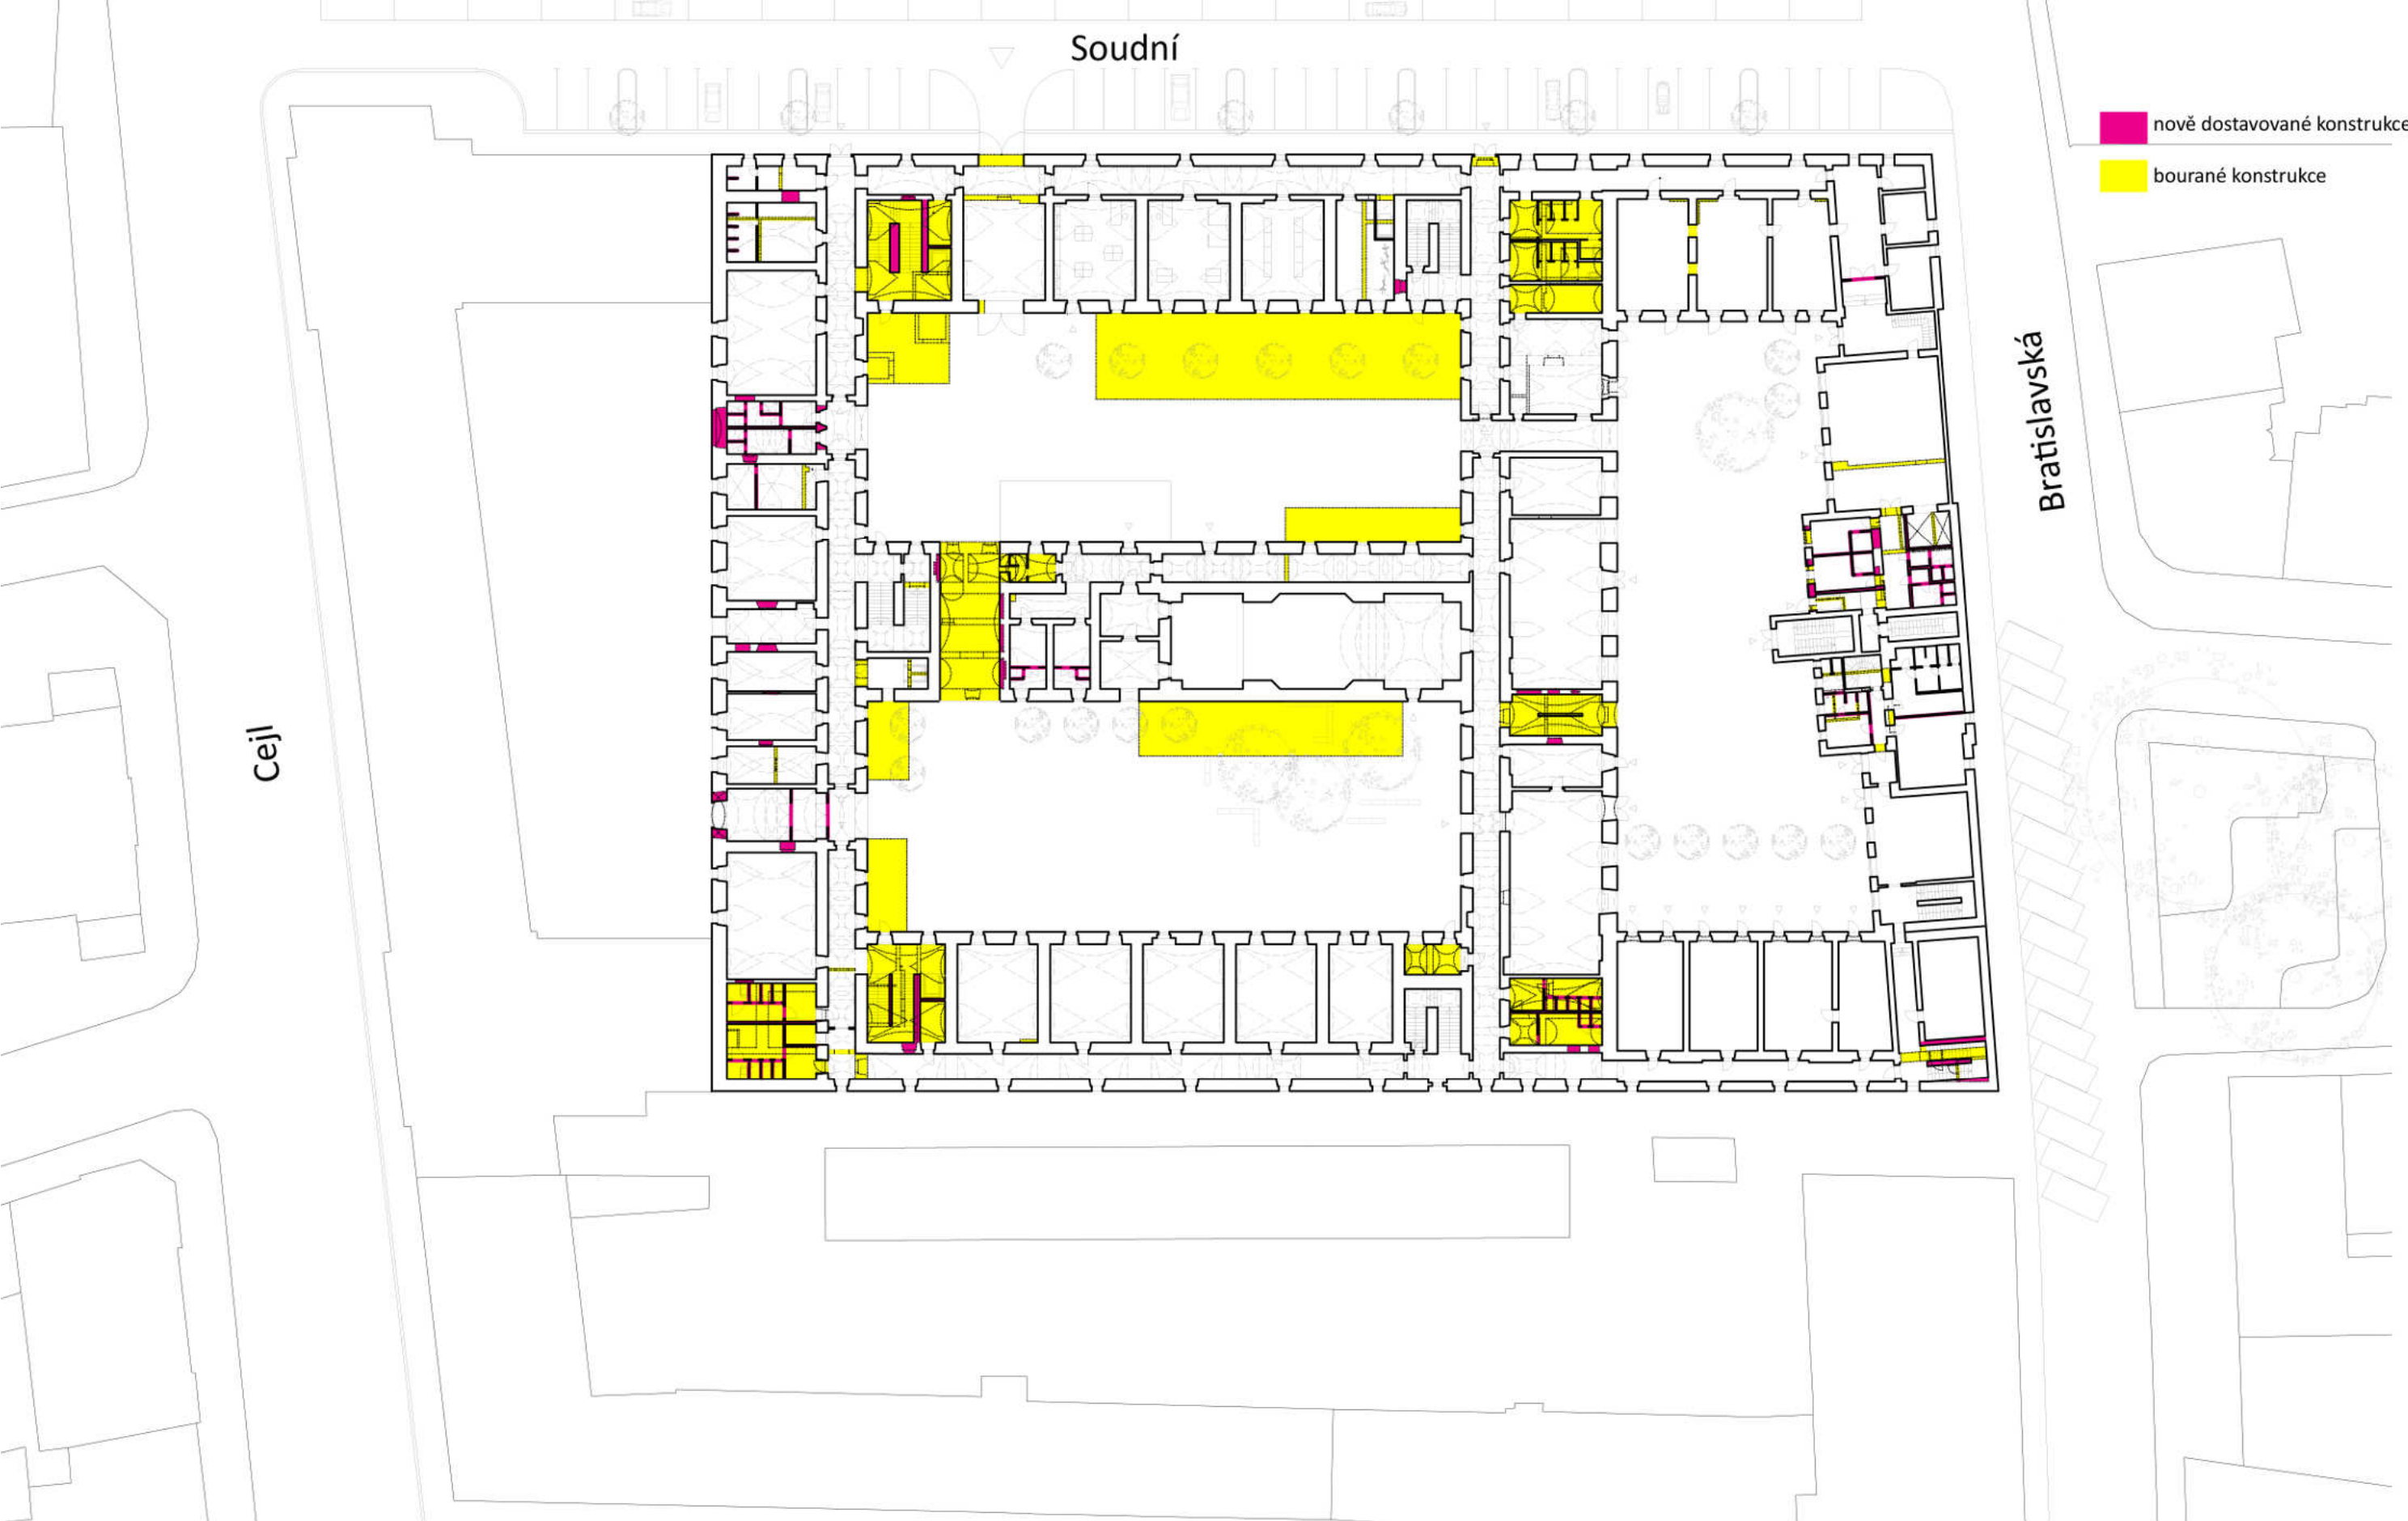 Soudní
nově dostavované konstrukce
bourané konstrukce
Bratislavská
Cejl